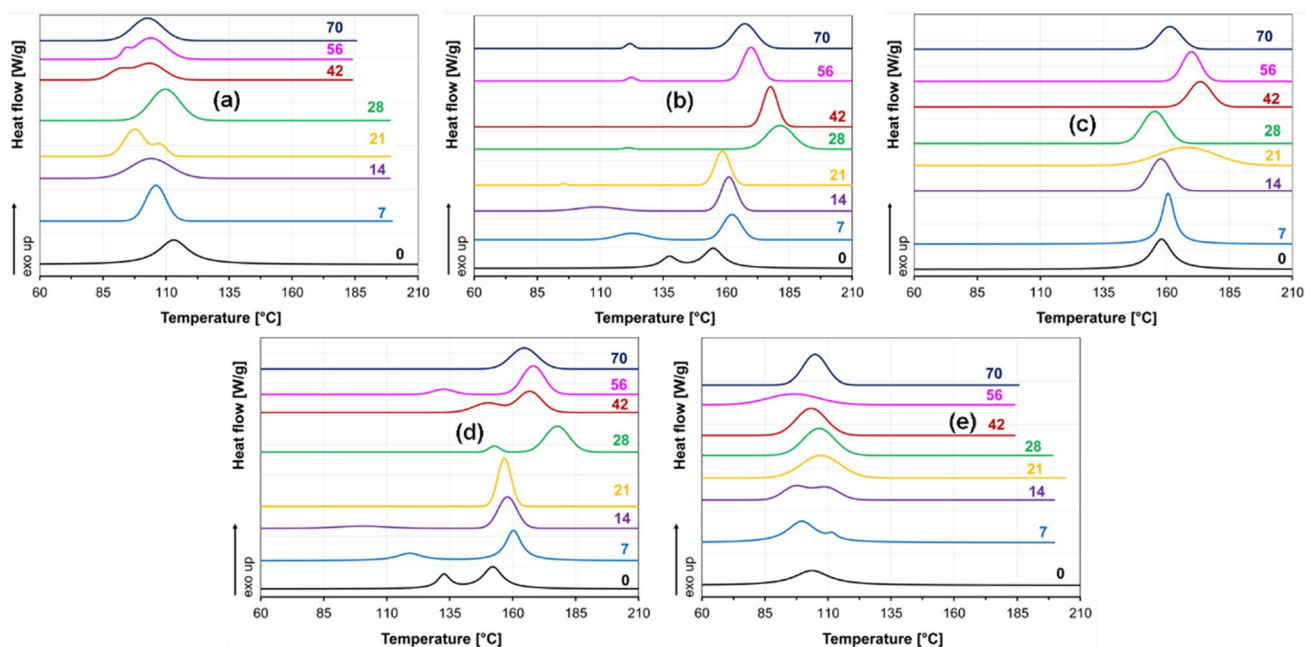 Heat flow [W/g]
exo up
(a)
70
56
42
28
21
14
7
0
60 85 110 135 160 185 210
Temperature [°C]
Heat flow [W/g]
exo up
(b)
70
56
42
28
21
14
7
0
60 85 110 135 160 185 210
Temperature [°C]
Heat flow [W/g]
exo up
(c)
70
56
42
28
21
14
7
0
60 85 110 135 160 185 210
Temperature [°C]
Heat flow [W/g]
exo up
(d)
70
56
42
28
21
14
7
0
60 85 110 135 160 185 210
Temperature [°C]
Heat flow [W/g]
exo up
(e)
70
56
42
28
21
14
7
0
60 85 110 135 160 185 210
Temperature [°C]